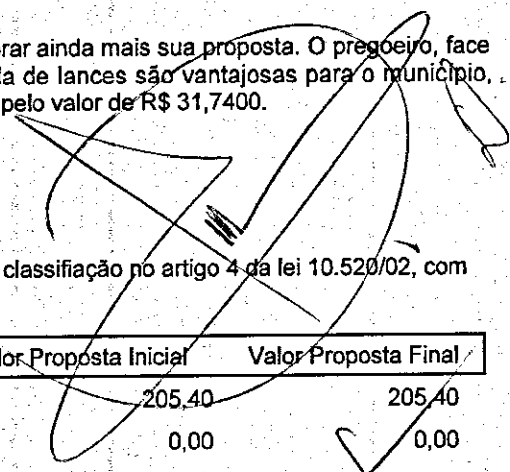 rar ainda mais sua proposta. O pregoeiro, face
a de lances são vantajosas para o município,
pelo valor de R$ 31,7400.
classifiação no artigo 4 da lei 10.520/02, com
lor Proposta Inicial Valor Proposta Final
205,40 205,40
0,00 0,00